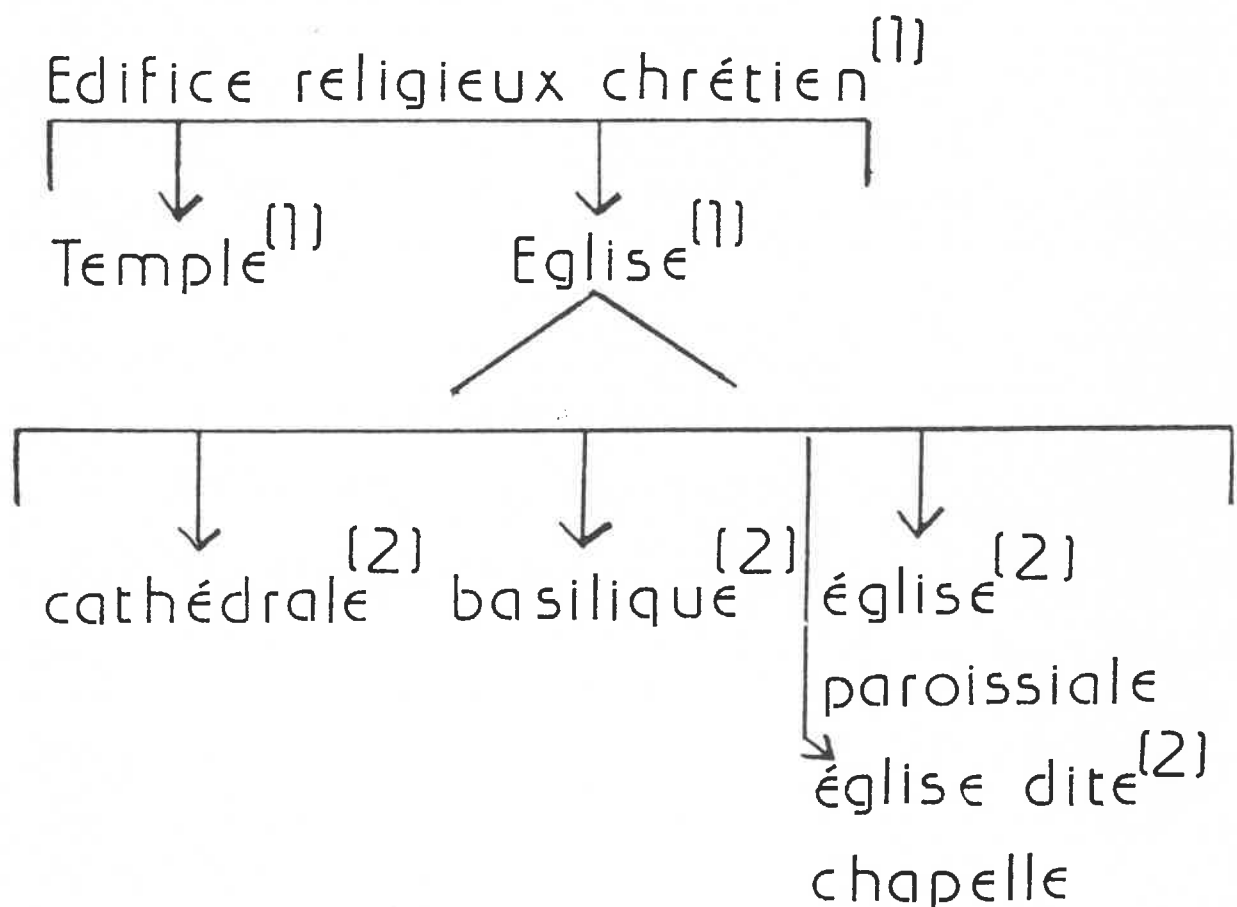 Edifice religieux chrétien(1)
Temple(1) Eglise(1)
cathédrale(2) basilique(2) église(2)
paroissiale
église dite(2)
chapelle